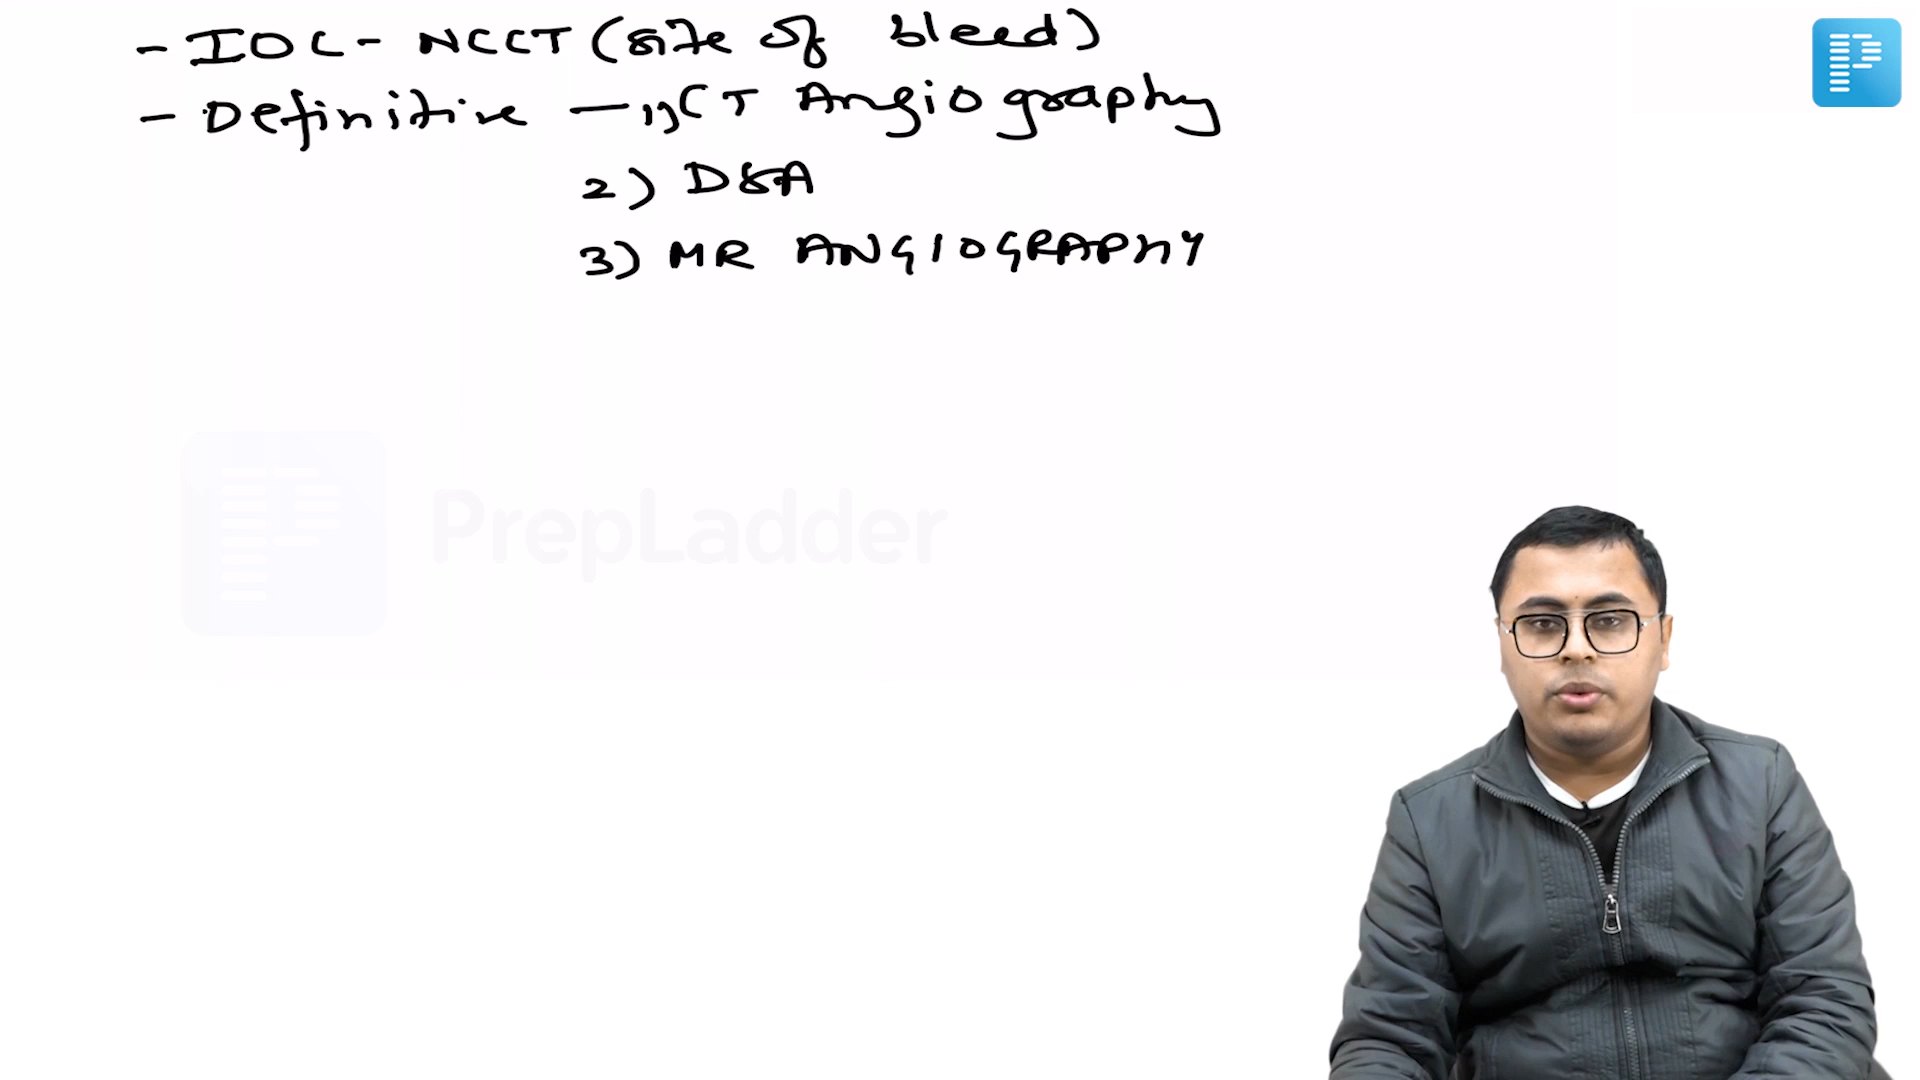 - IOC - NCCT (site of bleed)
- Definitive - 1) CT Angiography
2) DSA
3) MR ANGIOGRAPHY
PrepLadder